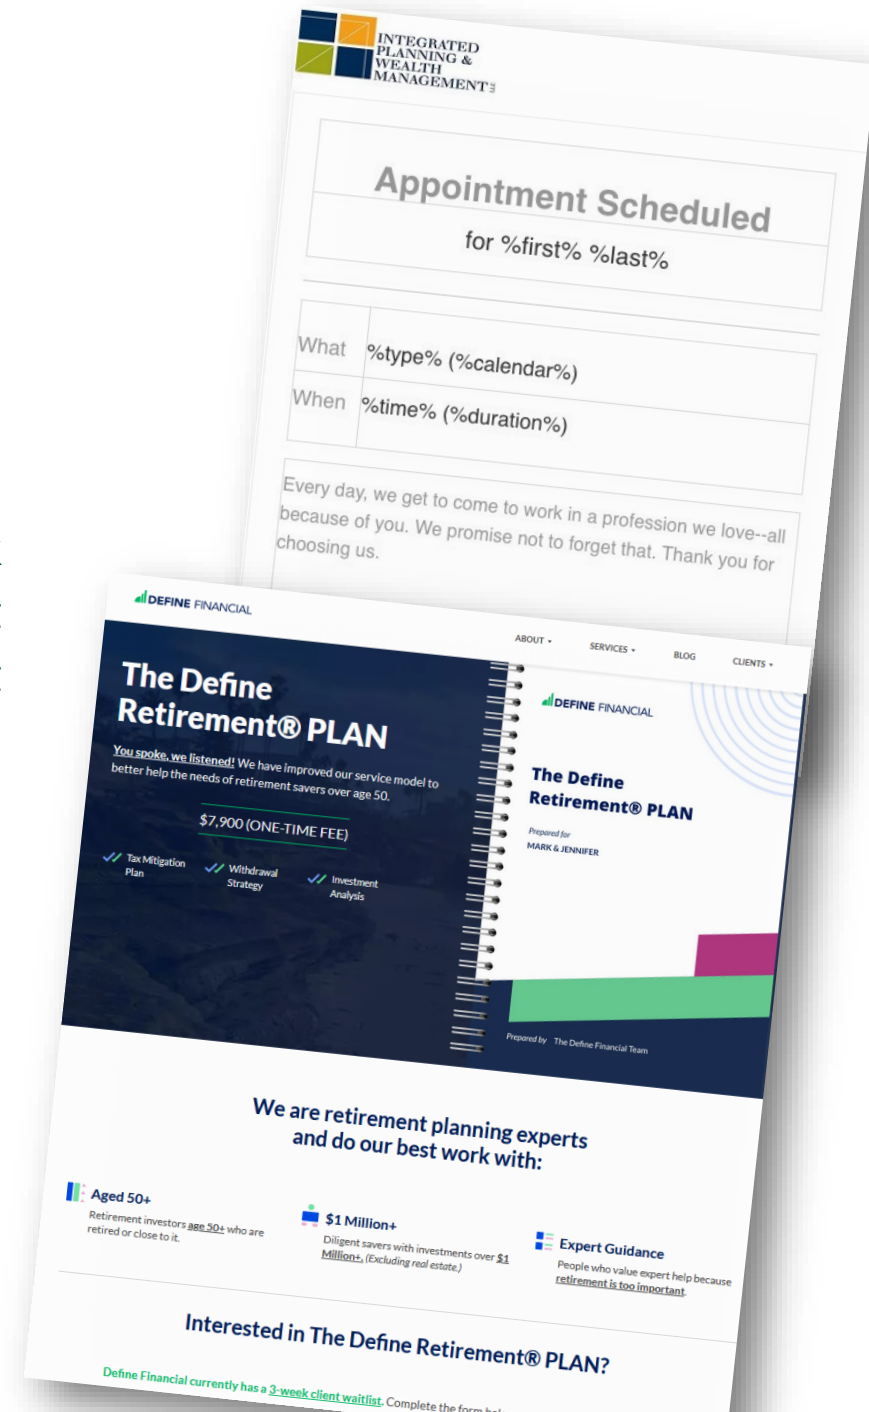 INTEGRATED
PLANNING &
WEALTH
MANAGEMENT
Appointment Scheduled
for %first% %last%
What %type% (%calendar%)
When %time% (%duration%)
Every day, we get to come to work in a profession we love--all
because of you. We promise not to forget that. Thank you for
choosing us.
DEFINE FINANCIAL
ABOUT SERVICES BLOG CLIENTS
The Define
Retirement® PLAN
You spoke, we listened! We have improved our service model to
better help the needs of retirement savers over age 50.
$7,900 (ONE-TIME FEE)
Tax Mitigation
Plan
Withdrawal
Strategy
Investment
Analysis
DEFINE FINANCIAL
The Define
Retirement® PLAN
Prepared for
MARK & JENNIFER
Prepared by The Define Financial Team
We are retirement planning experts
and do our best work with:
Aged 50+
Retirement investors age 50+ who are
retired or close to it.
$1 Million+
Diligent savers with investments over $1
Million+. (Excluding real estate.)
Expert Guidance
People who value expert help because
retirement is too important.
Interested in The Define Retirement® PLAN?
Define Financial currently has a 3-week client waitlist. Complete the form